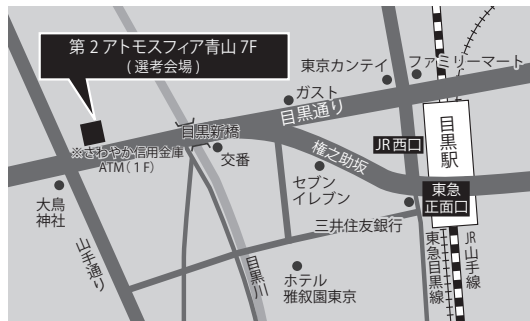 第2アトモスフィア青山 7F
(選考会場)
東京カンテイ
ファミリーマート
ガスト
目黒通り
目黒新橋
※さわやか信用金庫
ATM(1F)
交番
権之助坂
JR西口
目黒駅
セブン
イレブン
東急
正面口
大鳥
神社
三井住友銀行
山手通り
目黒川
ホテル
雅叙園東京
東急目黒線
JR山手線